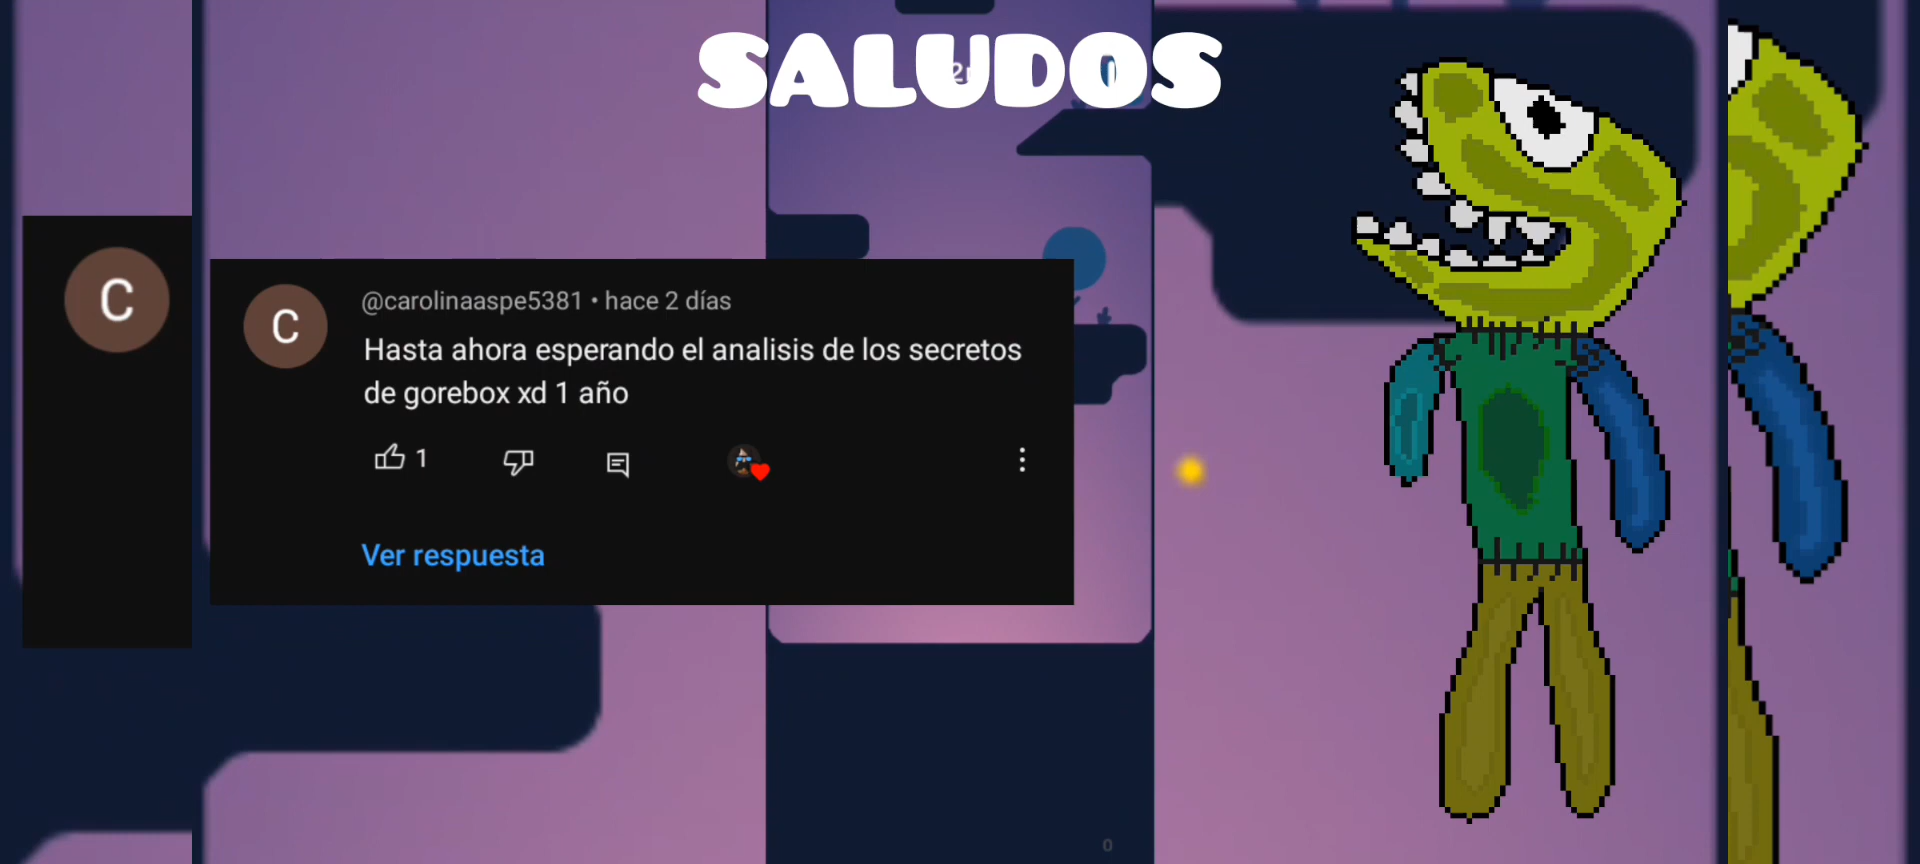 SALUDOS
C
C
@carolinaaspe5381 • hace 2 días
Hasta ahora esperando el analisis de los secretos
de gorebox xd 1 año
1
Ver respuesta
0